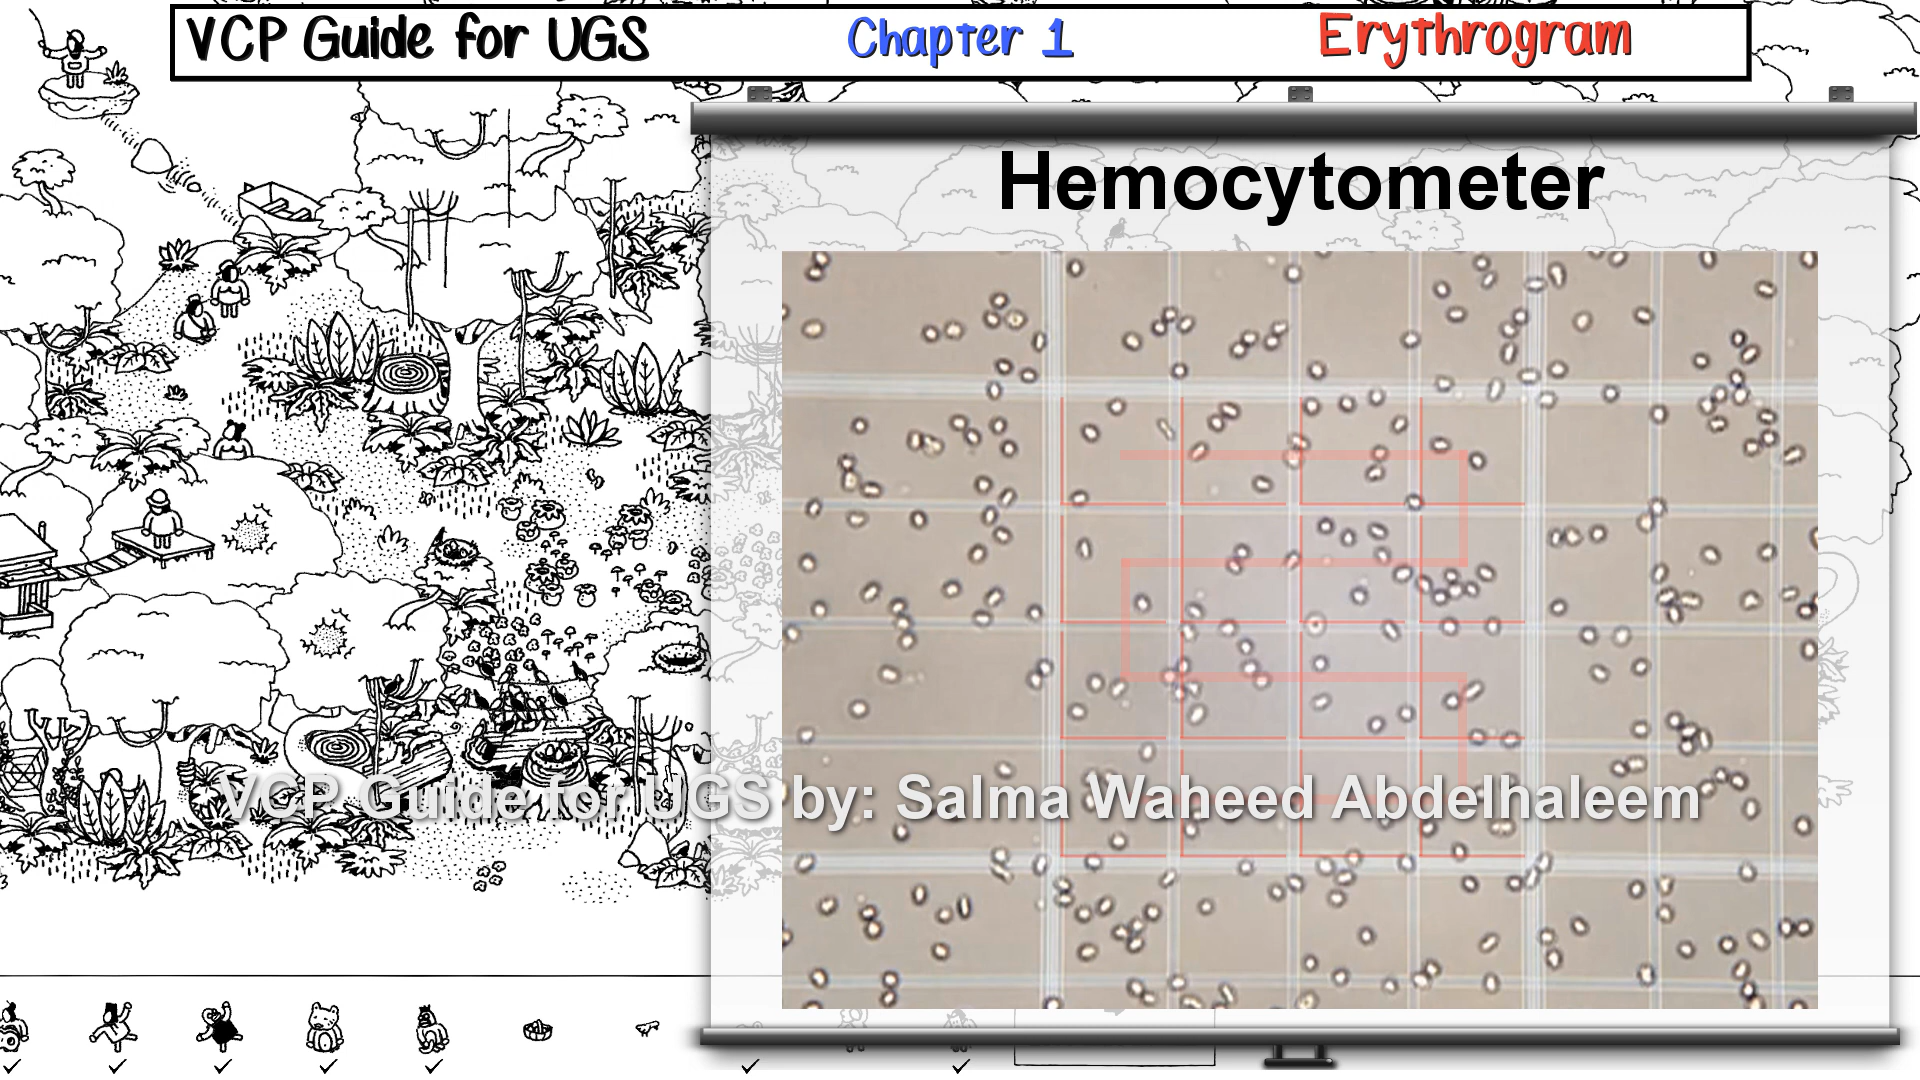 VCP Guide for UGS Chapter 1 Erythrogram
Hemocytometer
VCP Guide for UGS by: Salma Waheed Abdelhaleem